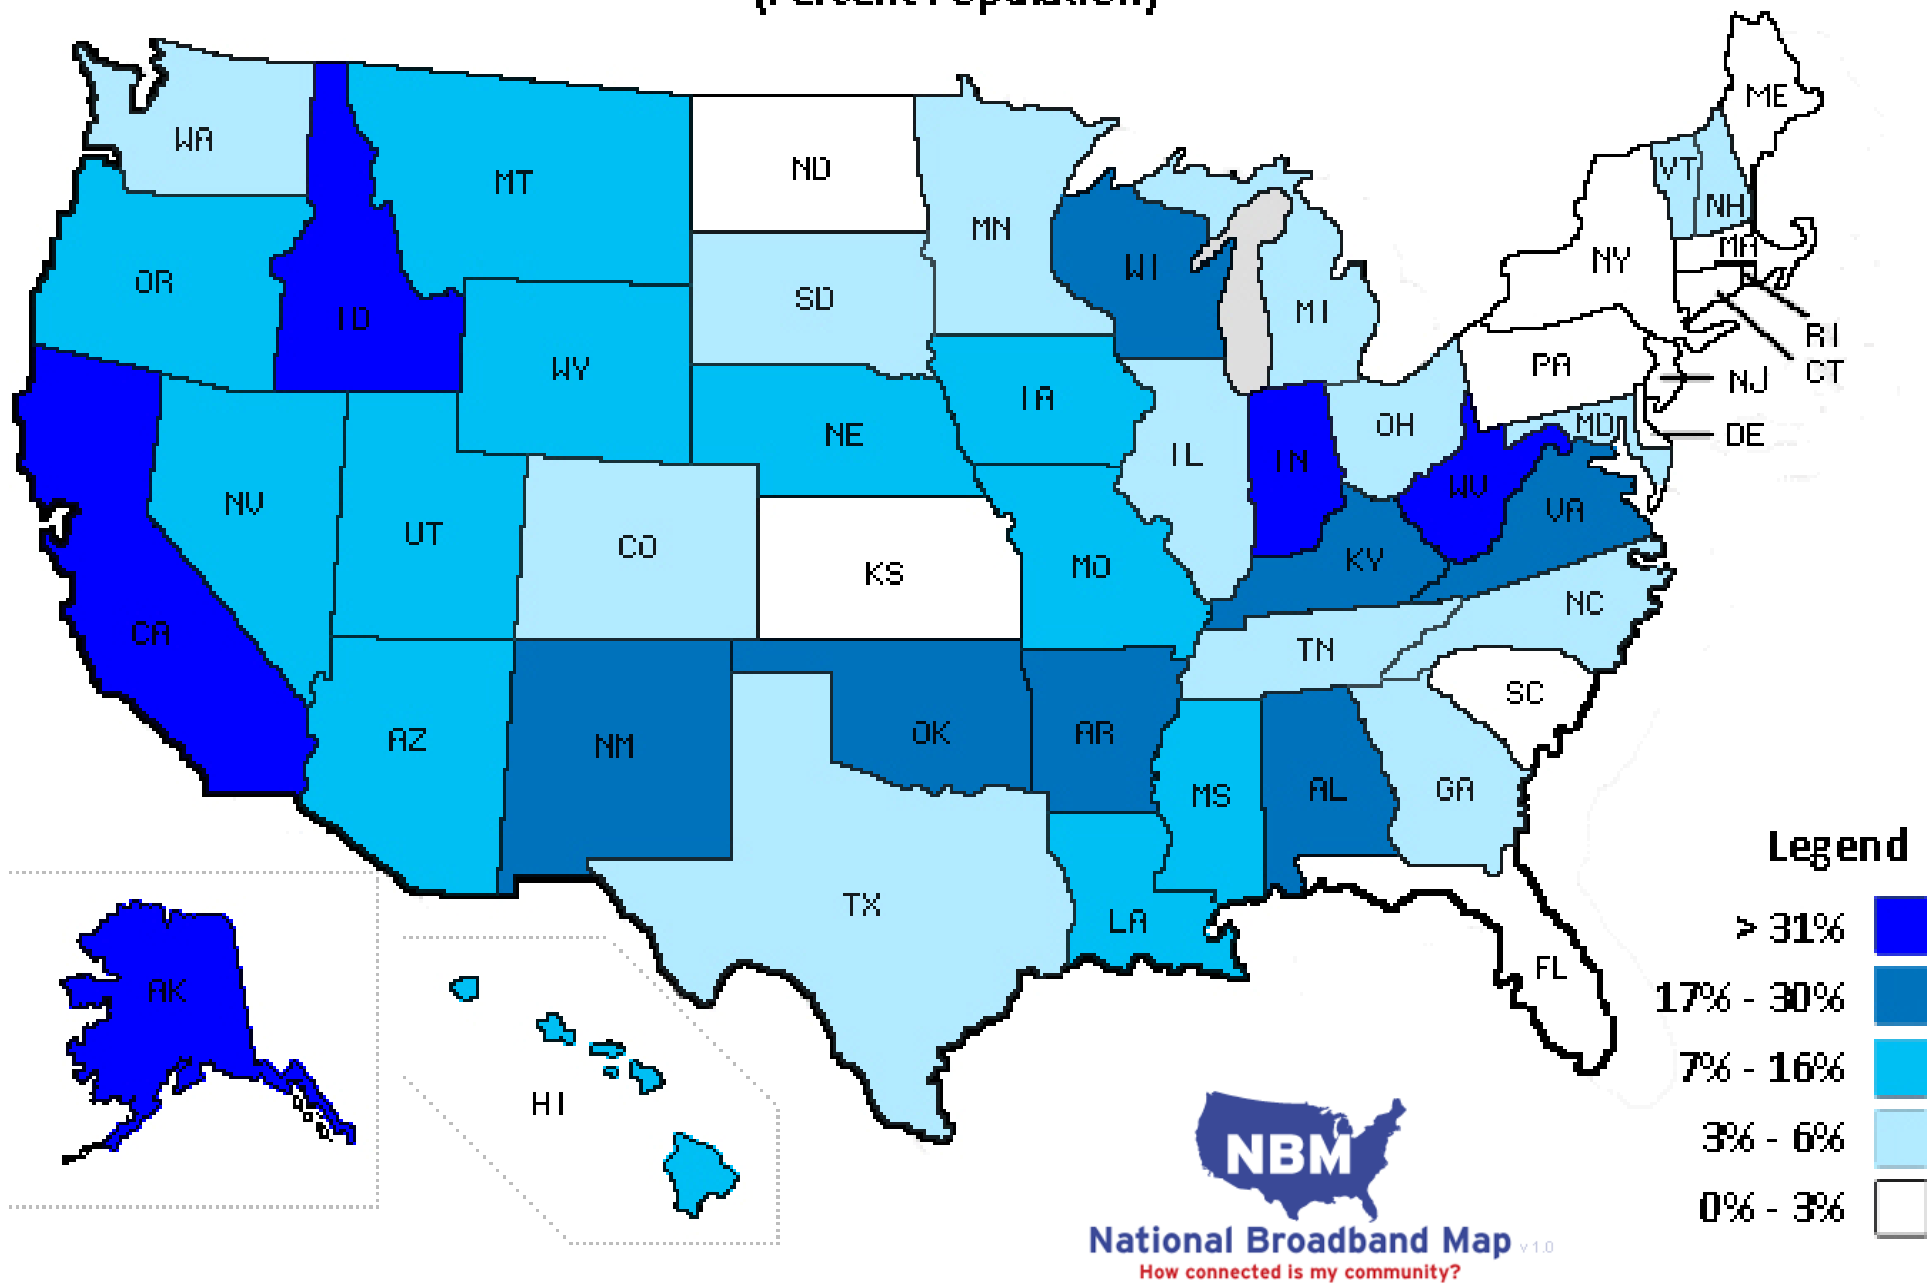 (Percent Population)
WA
MT
ND
MN
OR
ID
SD
WI
MI
WY
NE
IA
NV
UT
CO
KS
MO
IL
IN
OH
PA
NY
VT
NH
ME
MA
RI
CT
NJ
DE
MD
WV
VA
KY
NC
TN
SC
CA
AZ
NM
OK
AR
MS
AL
GA
TX
LA
FL
AK
HI
Legend
> 31%
17% - 30%
7% - 16%
3% - 6%
0% - 3%
NBM
National Broadband Map v 1.0
How connected is my community?